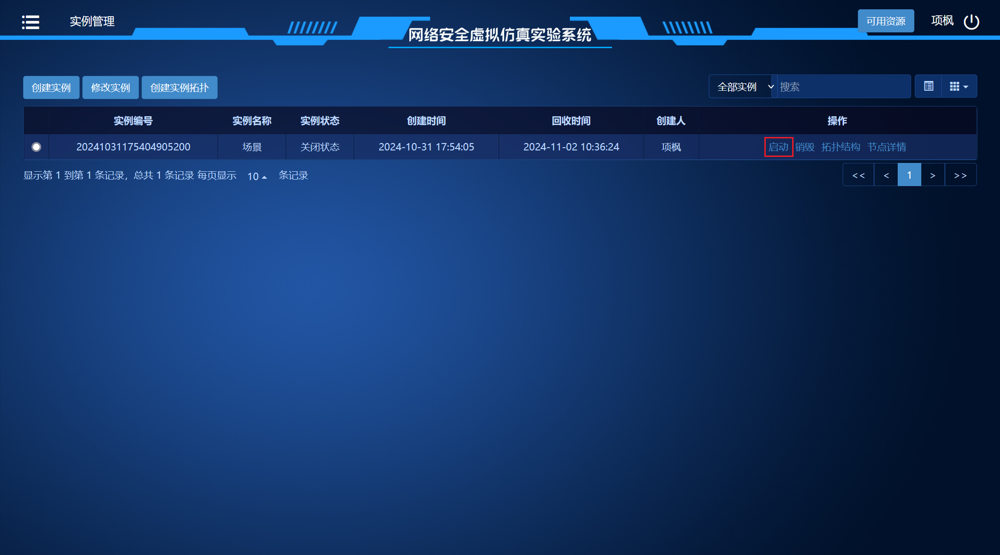 实例管理
网络安全虚拟仿真实验系统
可用资源 项枫
创建实例 修改实例 创建实例拓扑 全部实例 搜索
实例编号 实例名称 实例状态 创建时间 回收时间 创建人 操作
20241031175404905200 场景 关闭状态 2024-10-31 17:54:05 2024-11-02 10:36:24 项枫 启动 销毁 拓扑结构 节点详情
显示第 1 到第 1 条记录，总共 1 条记录 每页显示 10 条记录 << < 1 > >>